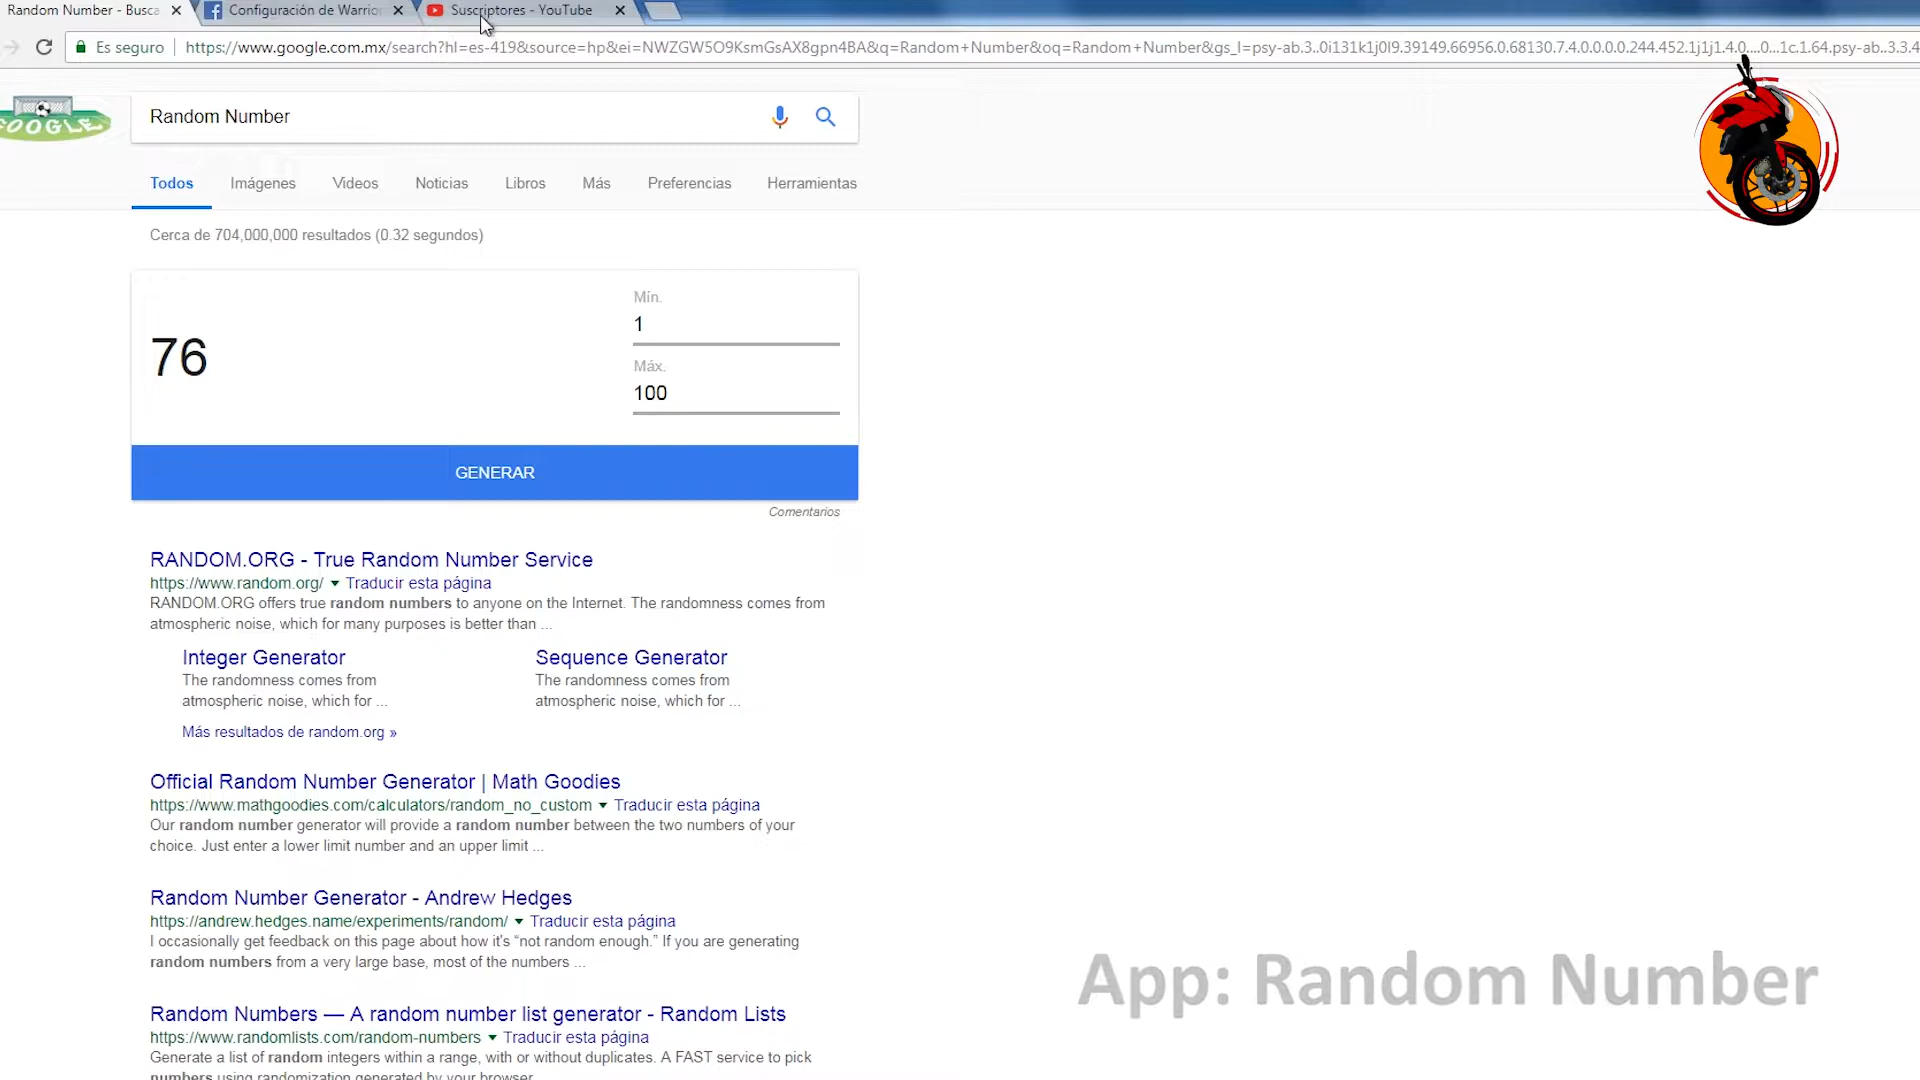 Random Number - Busca
Configuración de Warrio
Suscriptores - YouTube
Es seguro
https://www.google.com.mx/search?hl=es-419&source=hp&ei=NWZGW5O9KsmGsAX8gpn4BA&q=Random+Number&oq=Random+Number&gs_l=psy-ab.3..0i131k1j0l9.39149.66956.0.68130.7.4.0.0.0.0.244.452.1j1j1.4.0....0...1c.1.64.psy-ab..3.3.4
GOOGLE
Random Number
Todos Imágenes Videos Noticias Libros Más Preferencias Herramientas
Cerca de 704,000,000 resultados (0.32 segundos)
76
Mín.
1
Máx.
100
GENERAR
Comentarios
RANDOM.ORG - True Random Number Service
https://www.random.org/ Traducir esta página
RANDOM.ORG offers true random numbers to anyone on the Internet. The randomness comes from
atmospheric noise, which for many purposes is better than ...
Integer Generator
The randomness comes from
atmospheric noise, which for ...
Sequence Generator
The randomness comes from
atmospheric noise, which for ...
Más resultados de random.org »
Official Random Number Generator | Math Goodies
https://www.mathgoodies.com/calculators/random_no_custom Traducir esta página
Our random number generator will provide a random number between the two numbers of your
choice. Just enter a lower limit number and an upper limit ...
Random Number Generator - Andrew Hedges
https://andrew.hedges.name/experiments/random/ Traducir esta página
I occasionally get feedback on this page about how it's “not random enough.” If you are generating
random numbers from a very large base, most of the numbers ...
Random Numbers — A random number list generator - Random Lists
https://www.randomlists.com/random-numbers Traducir esta página
Generate a list of random integers within a range, with or without duplicates. A FAST service to pick
numbers using randomization generated by your browser.
App: Random Number